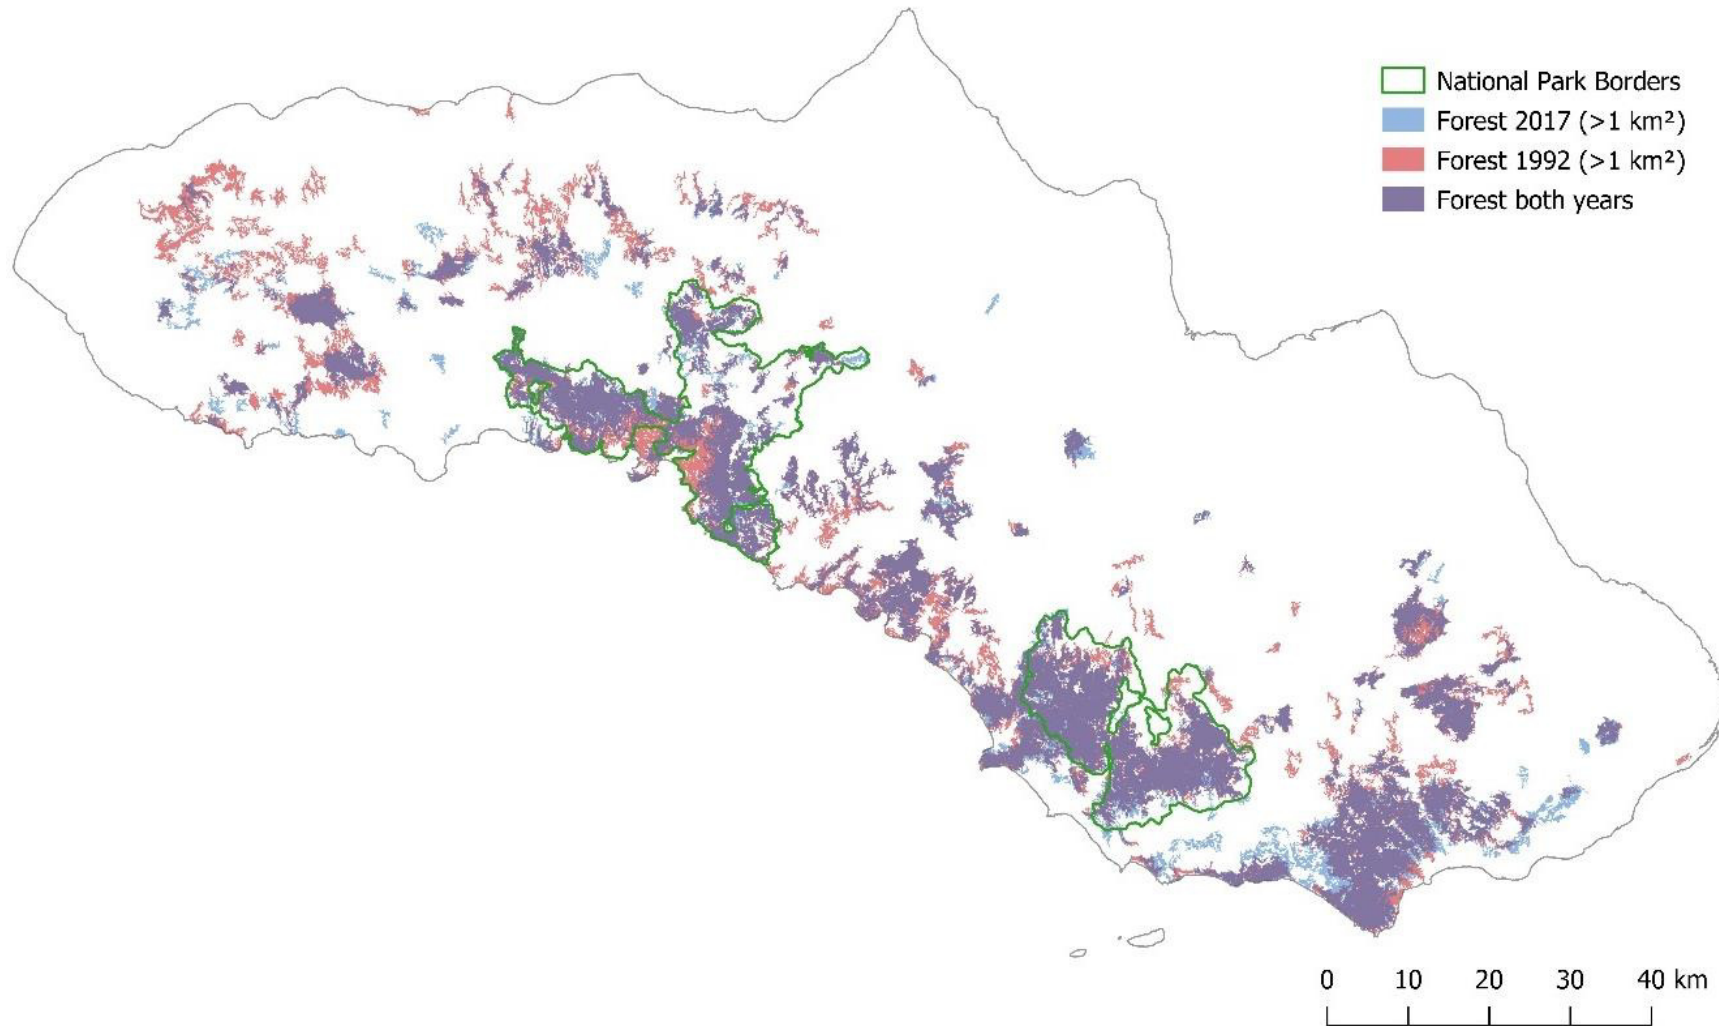 National Park Borders
Forest 2017 (>1 km²)
Forest 1992 (>1 km²)
Forest both years
0 10 20 30 40 km